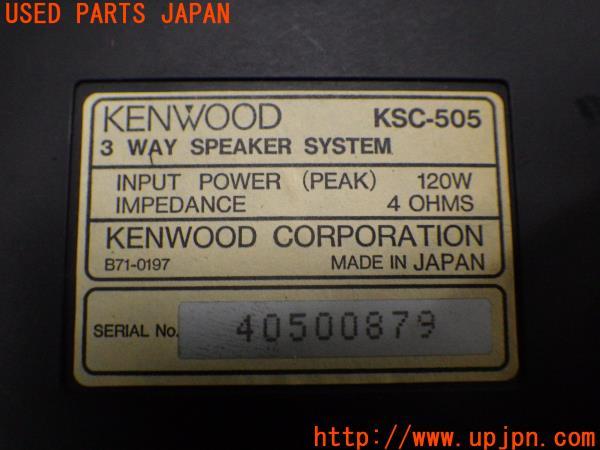 USED PARTS JAPAN
KENWOOD KSC-505
3 WAY SPEAKER SYSTEM
INPUT POWER (PEAK) 120W
IMPEDANCE 4 OHMS
KENWOOD CORPORATION
B71-0197 MADE IN JAPAN
SERIAL No. 40500879
http://www.upjpn.com